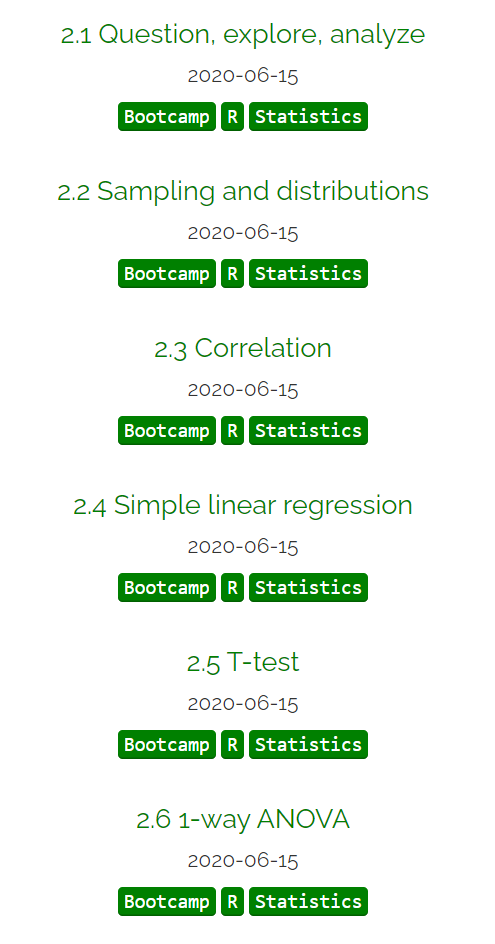 2.1 Question, explore, analyze
2020-06-15
Bootcamp R Statistics
2.2 Sampling and distributions
2020-06-15
Bootcamp R Statistics
2.3 Correlation
2020-06-15
Bootcamp R Statistics
2.4 Simple linear regression
2020-06-15
Bootcamp R Statistics
2.5 T-test
2020-06-15
Bootcamp R Statistics
2.6 1-way ANOVA
2020-06-15
Bootcamp R Statistics